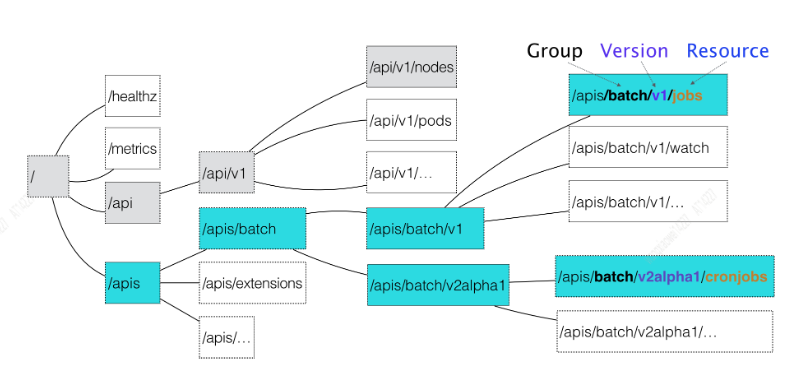 Group Version Resource
/api/v1/nodes
/apis/batch/v1/jobs
/healthz
/api/v1/pods
/metrics
/apis/batch/v1/watch
/
/api/v1
/api/v1/…
/api
/apis/batch/v1/…
/apis/batch
/apis/batch/v1
/apis
/apis/extensions
/apis/batch/v2alpha1
/apis/batch/v2alpha1/cronjobs
/apis/…
/apis/batch/v2alpha1/…